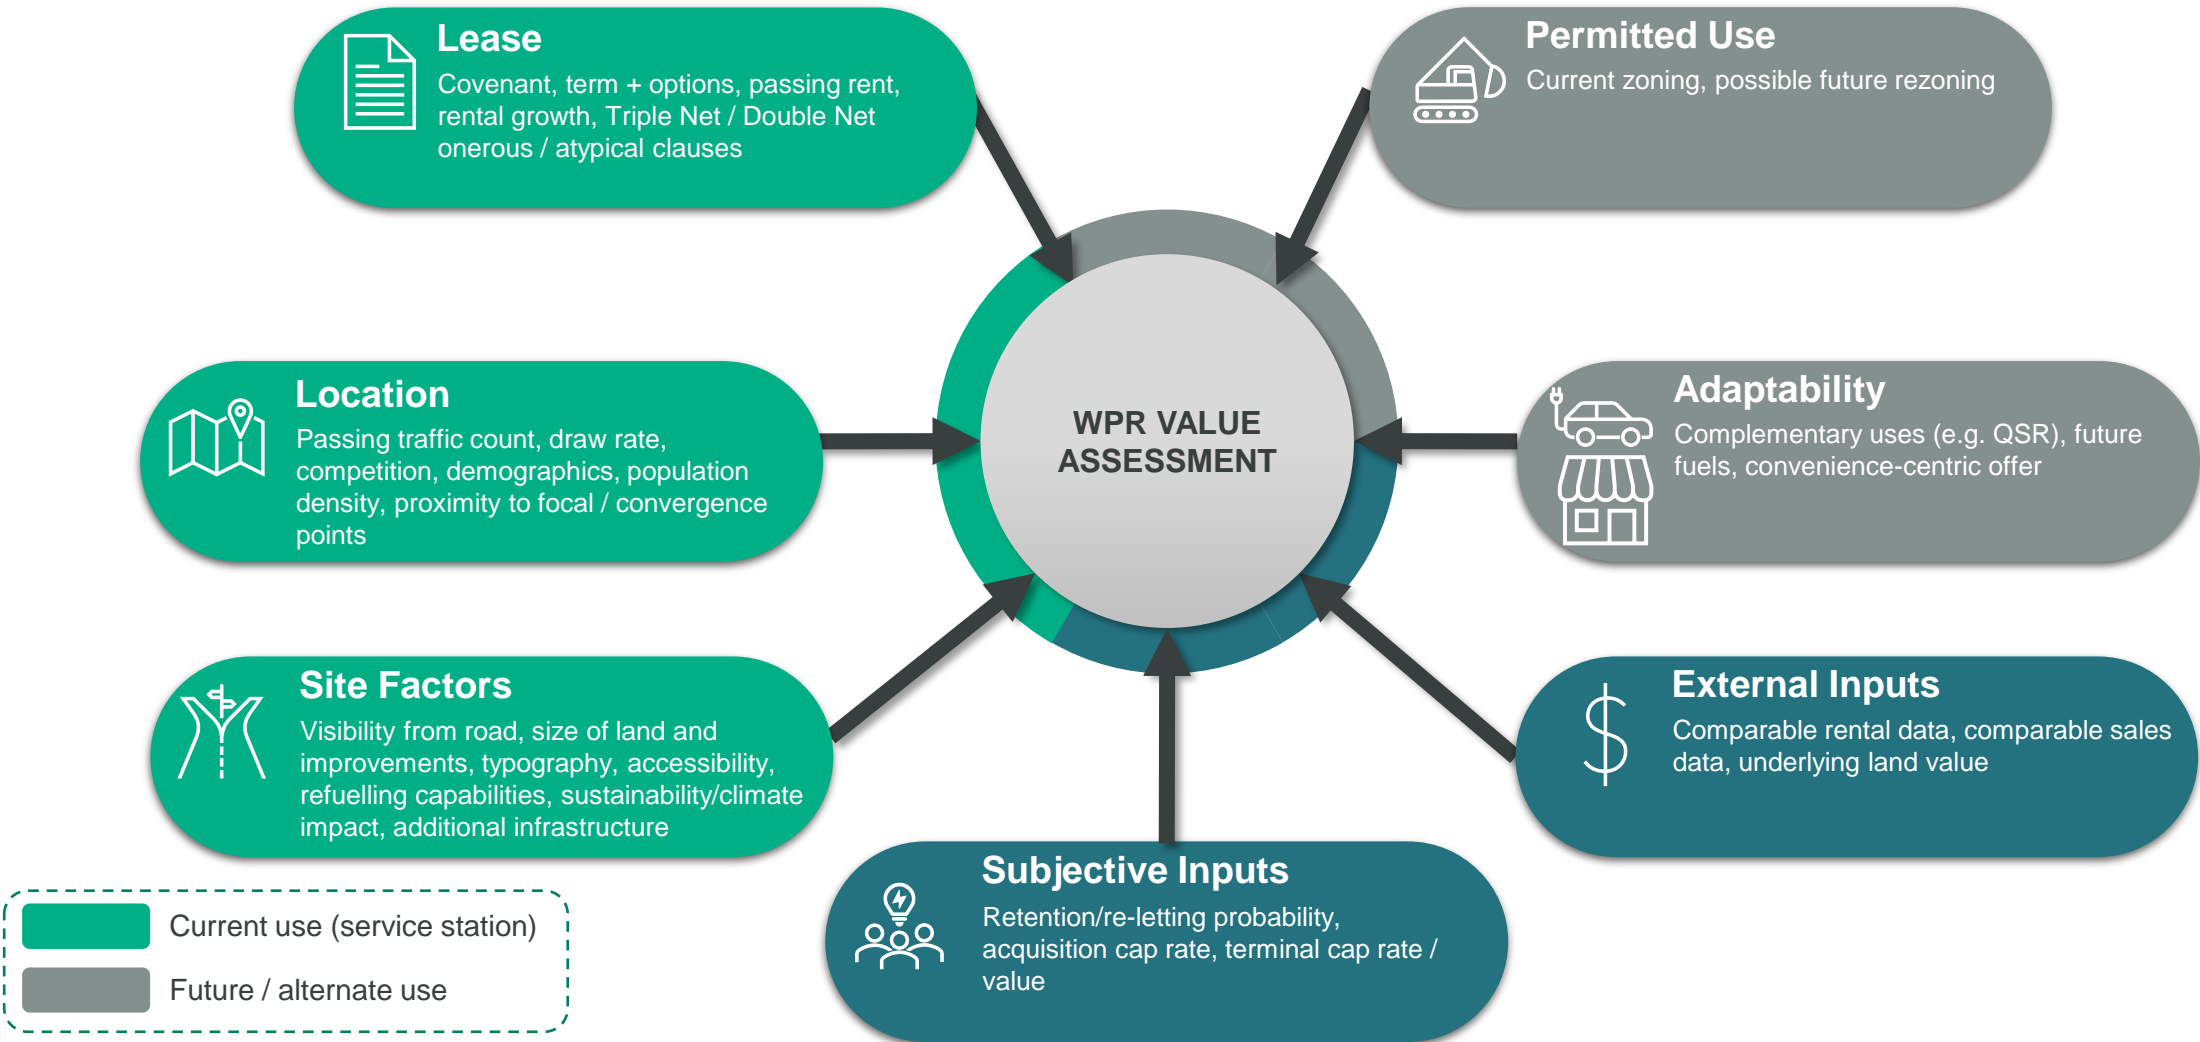 Lease
Covenant, term + options, passing rent,
rental growth, Triple Net / Double Net
onerous / atypical clauses
Permitted Use
Current zoning, possible future rezoning
Location
Passing traffic count, draw rate,
competition, demographics, population
density, proximity to focal / convergence
points
WPR VALUE
ASSESSMENT
Adaptability
Complementary uses (e.g. QSR), future
fuels, convenience-centric offer
Site Factors
Visibility from road, size of land and
improvements, typography, accessibility,
refuelling capabilities, sustainability/climate
impact, additional infrastructure
External Inputs
Comparable rental data, comparable sales
data, underlying land value
Subjective Inputs
Retention/re-letting probability,
acquisition cap rate, terminal cap rate /
value
Current use (service station)
Future / alternate use